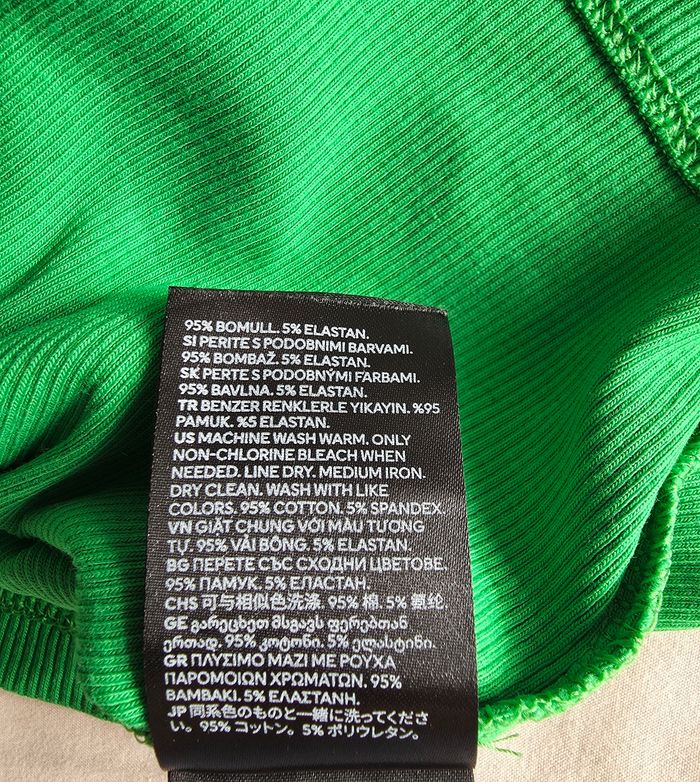 95% BOMULL. 5% ELASTAN.
SI PERITE S PODOBNIMI BARVAMI.
95% BOMBAŽ. 5% ELASTAN.
SK PERTE S PODOBNÝMI FARBAMI.
95% BAVLNA. 5% ELASTAN.
TR BENZER RENKLERLE YIKAYIN. %95
PAMUK. %5 ELASTAN.
US MACHINE WASH WARM. ONLY
NON-CHLORINE BLEACH WHEN
NEEDED. LINE DRY. MEDIUM IRON.
DRY CLEAN. WASH WITH LIKE
COLORS. 95% COTTON. 5% SPANDEX.
VN GIẶT CHUNG VỚI MÀU TƯƠNG
TỰ. 95% VẢI BÔNG. 5% ELASTAN.
BG ПЕРЕТЕ СЪС СХОДНИ ЦВЕТОВЕ.
95% ПАМУК. 5% ЕЛАСТАН.
CHS 可与相似色洗涤. 95% 棉. 5% 氨纶.
GE გარეცხეთ მსგავს ფერებთან
ერთად. 95% კოტონი. 5% ელასტინი.
GR ΠΛΥΣΙΜΟ ΜΑΖΙ ΜΕ ΡΟΥΧΑ
ΠΑΡΟΜΟΙΩΝ ΧΡΩΜΑΤΩΝ. 95%
ΒΑΜΒΑΚΙ. 5% ΕΛΑΣΤΑΝΗ.
JP 同系色のものと一緒に洗ってくださ
い. 95% コットン. 5% ポリウレタン.